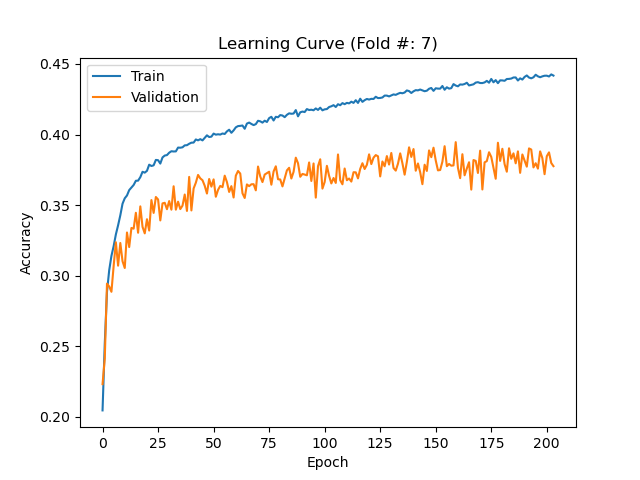 Learning Curve (Fold #: 7)
Train
Validation
Accuracy
0.45
0.40
0.35
0.30
0.25
0.20
0 25 50 75 100 125 150 175 200
Epoch